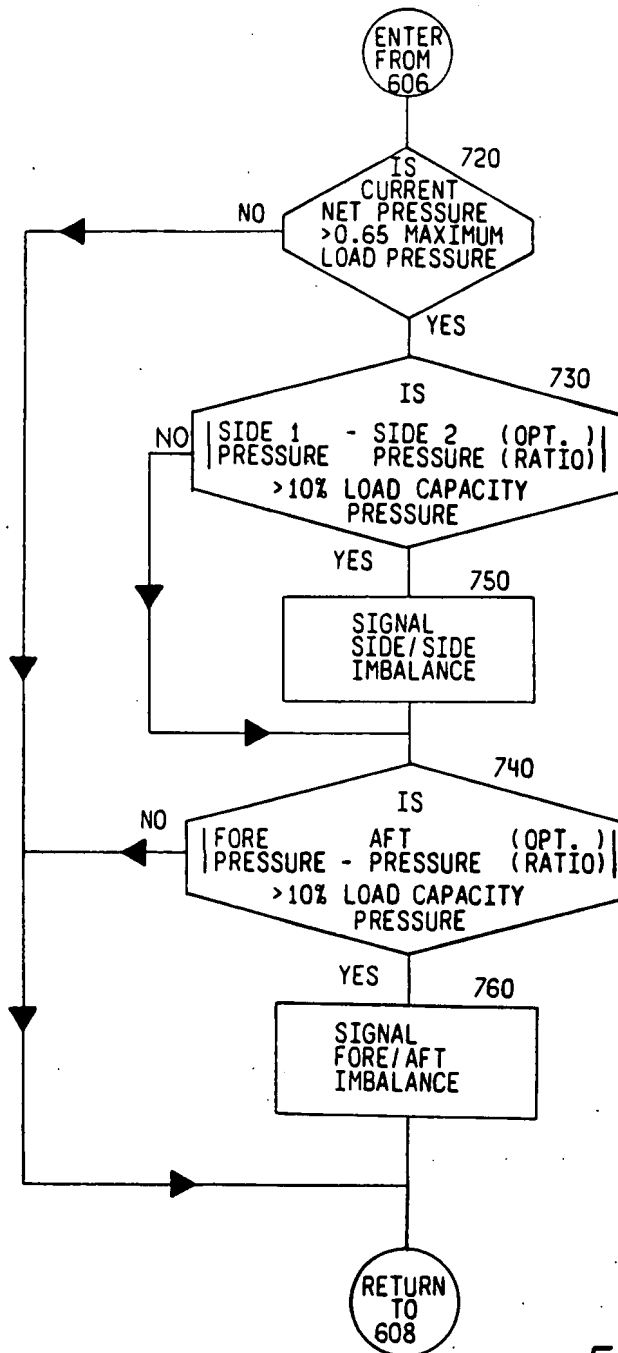 ENTER
FROM
606
720
IS
CURRENT
NET PRESSURE
>0.65 MAXIMUM
LOAD PRESSURE
NO
YES
730
IS
NO
|SIDE 1 - SIDE 2 (OPT. )|
|PRESSURE PRESSURE (RATIO)|
>10% LOAD CAPACITY
PRESSURE
YES
750
SIGNAL
SIDE/SIDE
IMBALANCE
740
IS
NO
|FORE AFT (OPT. )|
|PRESSURE - PRESSURE (RATIO)|
>10% LOAD CAPACITY
PRESSURE
YES
760
SIGNAL
FORE/AFT
IMBALANCE
RETURN
TO
608